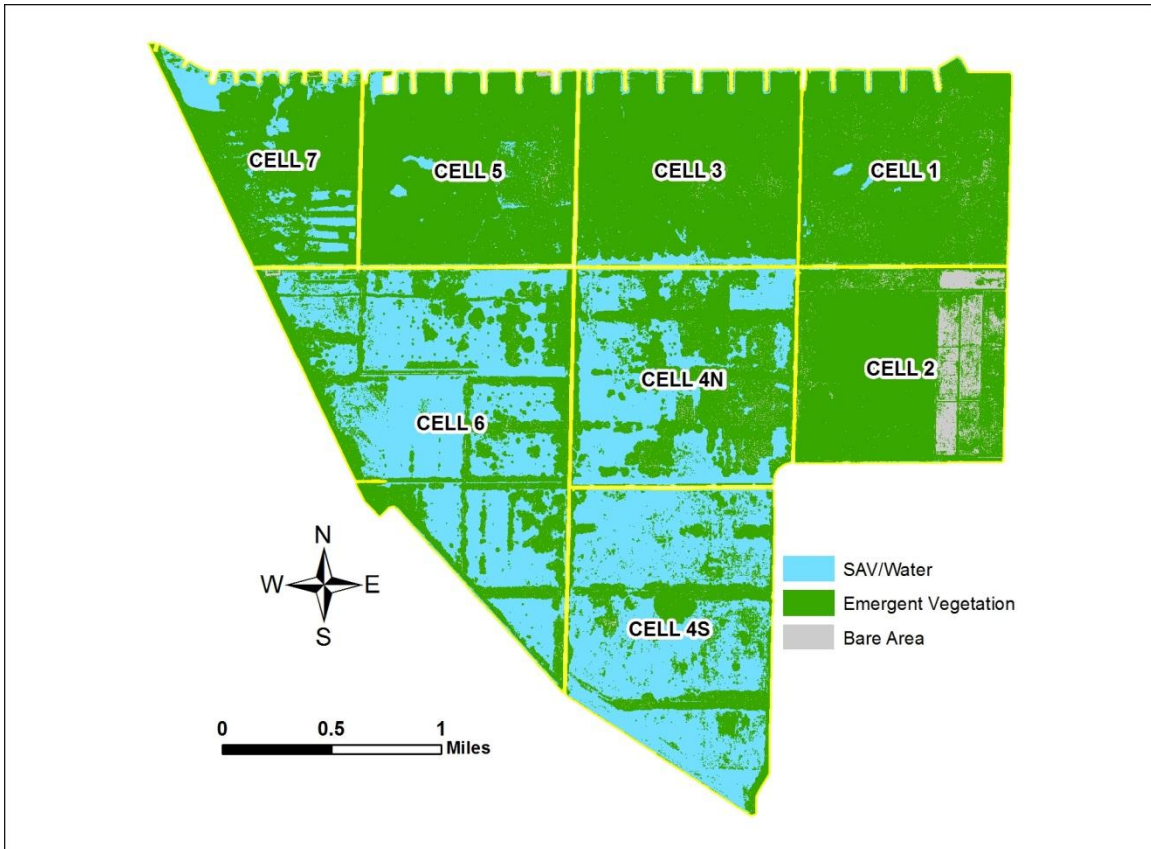 CELL 7
CELL 5
CELL 3
CELL 1
CELL 4N
CELL 2
CELL 6
N
W E
S
SAV/Water
Emergent Vegetation
Bare Area
CELL 4S
0 0.5 1
Miles